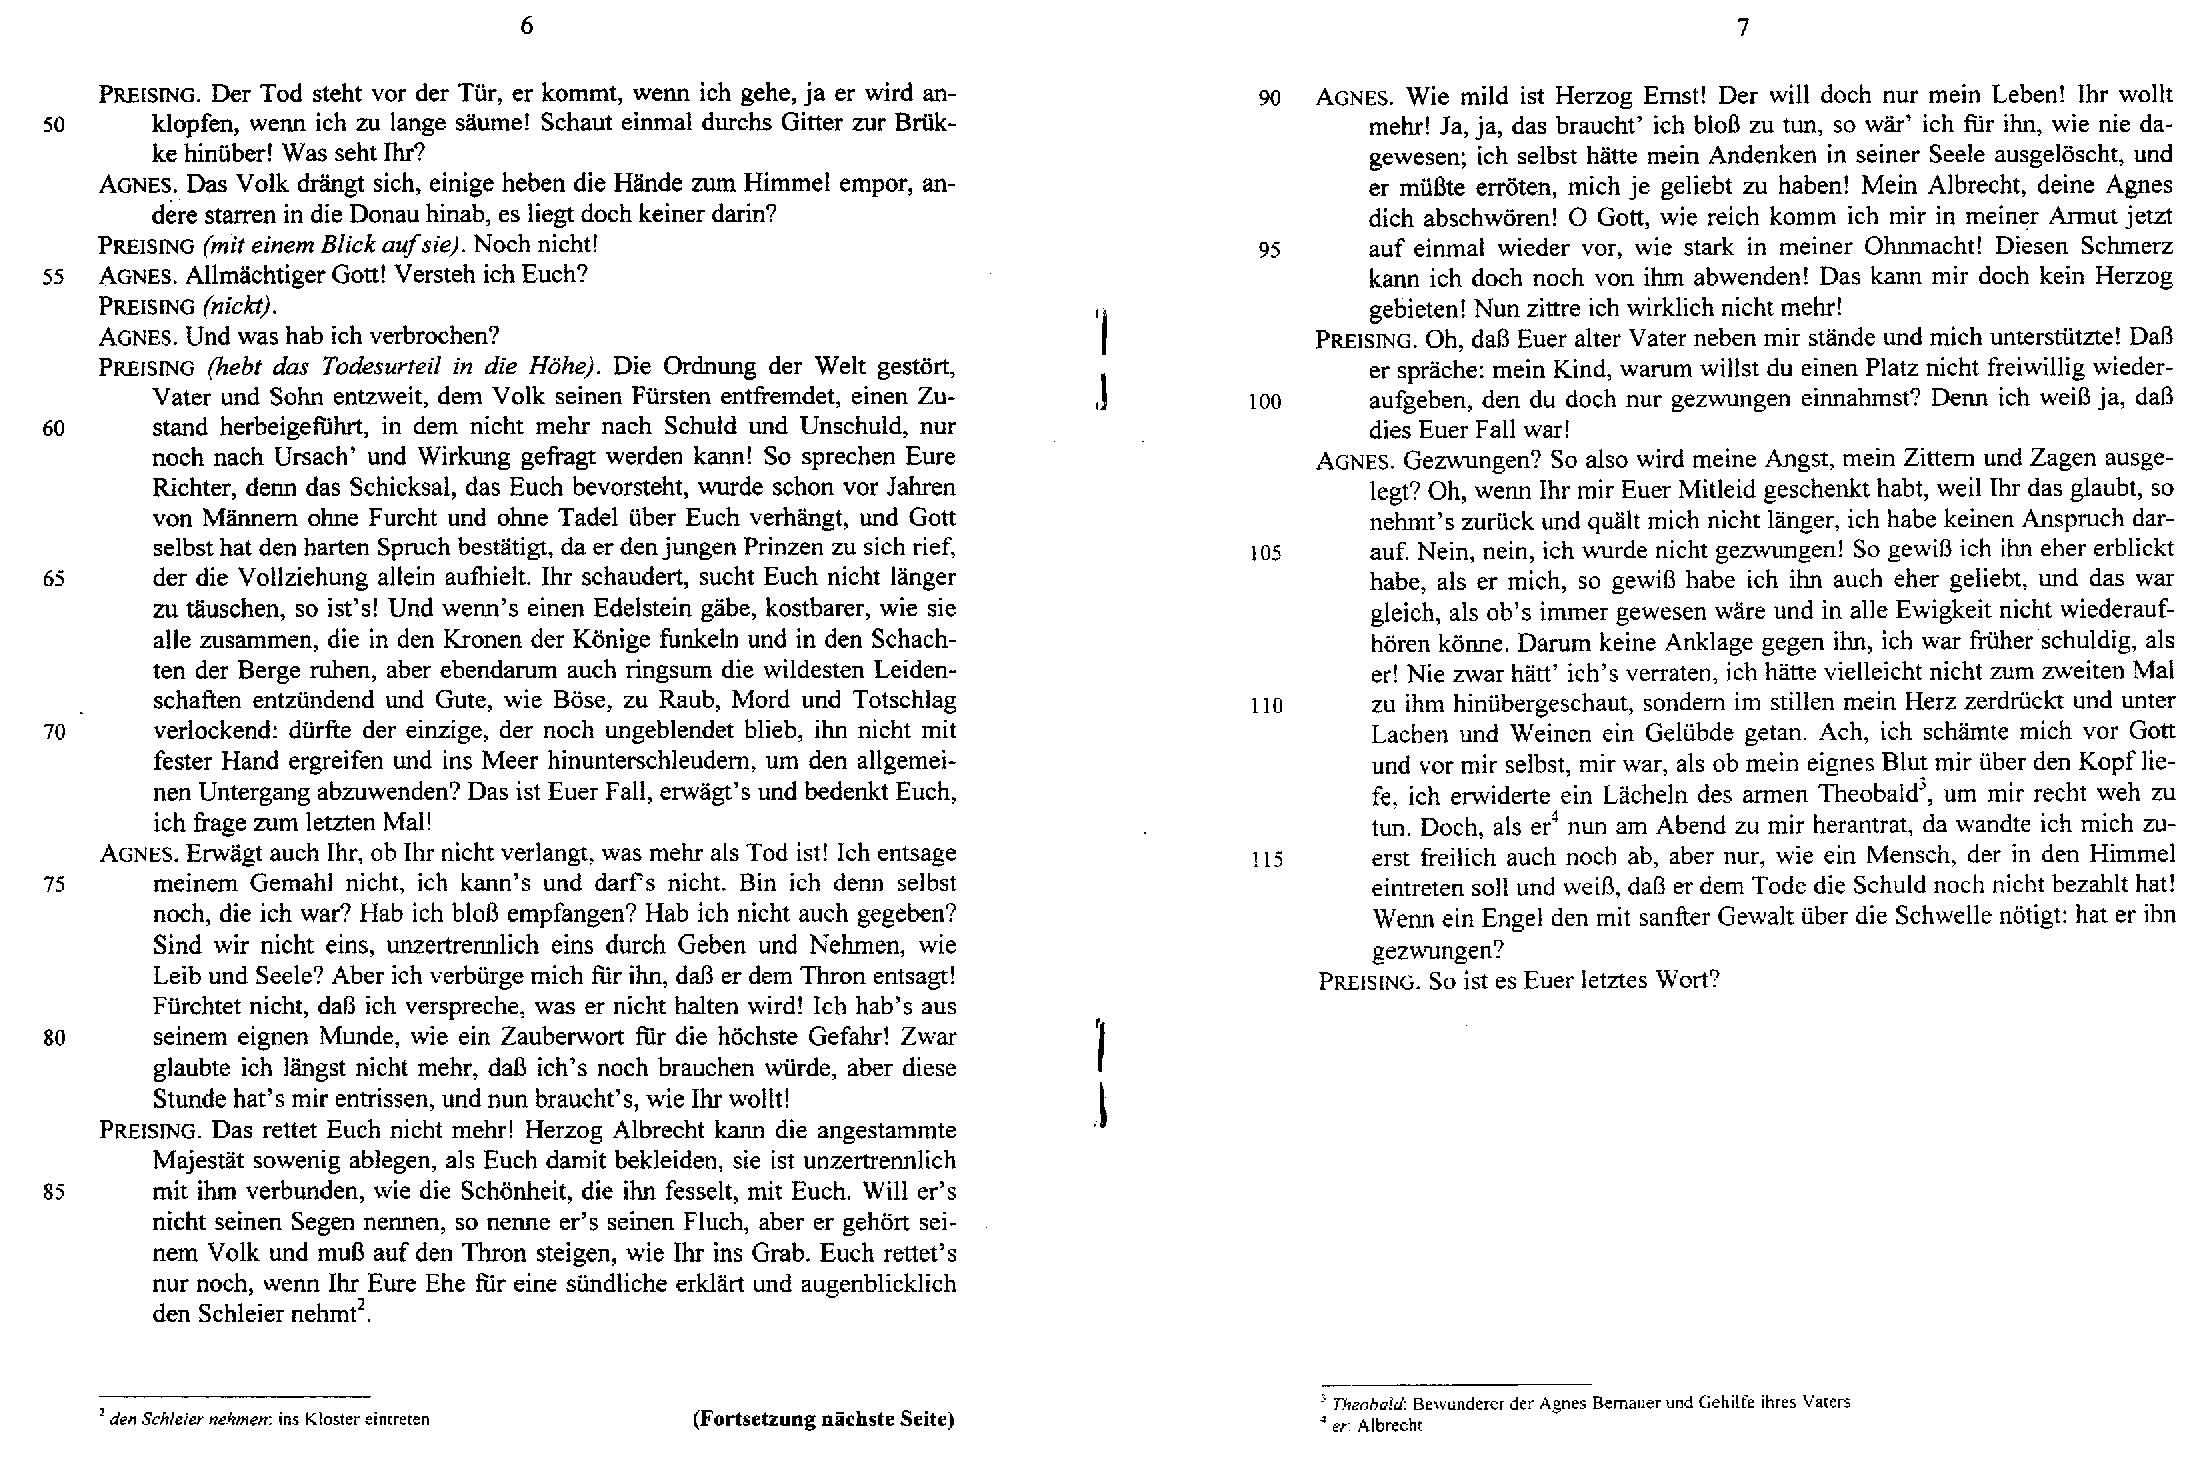 6
PREISING. Der Tod steht vor der Tür, er kommt, wenn ich gehe, ja er wird an-
50 klopfen, wenn ich zu lange säume! Schaut einmal durchs Gitter zur Brük-
ke hinüber! Was seht Ihr?
AGNES. Das Volk drängt sich, einige heben die Hände zum Himmel empor, an-
dere starren in die Donau hinab, es liegt doch keiner darin?
PREISING (mit einem Blick auf sie). Noch nicht!
55 AGNES. Allmächtiger Gott! Versteh ich Euch?
PREISING (nickt).
AGNES. Und was hab ich verbrochen?
PREISING (hebt das Todesurteil in die Höhe). Die Ordnung der Welt gestört,
Vater und Sohn entzweit, dem Volk seinen Fürsten entfremdet, einen Zu-
60 stand herbeigeführt, in dem nicht mehr nach Schuld und Unschuld, nur
noch nach Ursach' und Wirkung gefragt werden kann! So sprechen Eure
Richter, denn das Schicksal, das Euch bevorsteht, wurde schon vor Jahren
von Männern ohne Furcht und ohne Tadel über Euch verhängt, und Gott
selbst hat den harten Spruch bestätigt, da er den jungen Prinzen zu sich rief,
65 der die Vollziehung allein aufhielt. Ihr schaudert, sucht Euch nicht länger
zu täuschen, so ist's! Und wenn's einen Edelstein gäbe, kostbarer, wie sie
alle zusammen, die in den Kronen der Könige funkeln und in den Schach-
ten der Berge ruhen, aber ebendarum auch ringsum die wildesten Leiden-
schaften entzündend und Gute, wie Böse, zu Raub, Mord und Totschlag
70 verlockend: dürfte der einzige, der noch ungeblendet blieb, ihn nicht mit
fester Hand ergreifen und ins Meer hinunterschleudern, um den allgemei-
nen Untergang abzuwenden? Das ist Euer Fall, erwägt's und bedenkt Euch,
ich frage zum letzten Mal!
AGNES. Erwägt auch Ihr, ob Ihr nicht verlangt, was mehr als Tod ist! Ich entsage
75 meinem Gemahl nicht, ich kann's und darf's nicht. Bin ich denn selbst
noch, die ich war? Hab ich bloß empfangen? Hab ich nicht auch gegeben?
Sind wir nicht eins, unzertrennlich eins durch Geben und Nehmen, wie
Leib und Seele? Aber ich verbürge mich für ihn, daß er dem Thron entsagt!
Fürchtet nicht, daß ich verspreche, was er nicht halten wird! Ich hab's aus
80 seinem eignen Munde, wie ein Zauberwort für die höchste Gefahr! Zwar
glaubte ich längst nicht mehr, daß ich's noch brauchen würde, aber diese
Stunde hat's mir entrissen, und nun braucht's, wie Ihr wollt!
PREISING. Das rettet Euch nicht mehr! Herzog Albrecht kann die angestammte
Majestät sowenig ablegen, als Euch damit bekleiden, sie ist unzertrennlich
85 mit ihm verbunden, wie die Schönheit, die ihn fesselt, mit Euch. Will er's
nicht seinen Segen nennen, so nenne er's seinen Fluch, aber er gehört sei-
nem Volk und muß auf den Thron steigen, wie Ihr ins Grab. Euch rettet's
nur noch, wenn Ihr Eure Ehe für eine sündliche erklärt und augenblicklich
den Schleier nehmt².
² den Schleier nehmen: ins Kloster eintreten
(Fortsetzung nächste Seite)
7
90 AGNES. Wie mild ist Herzog Ernst! Der will doch nur mein Leben! Ihr wollt
mehr! Ja, ja, das braucht' ich bloß zu tun, so wär' ich für ihn, wie nie da-
gewesen; ich selbst hätte mein Andenken in seiner Seele ausgelöscht, und
er müßte erröten, mich je geliebt zu haben! Mein Albrecht, deine Agnes
dich abschwören! O Gott, wie reich komm ich mir in meiner Armut jetzt
95 auf einmal wieder vor, wie stark in meiner Ohnmacht! Diesen Schmerz
kann ich doch noch von ihm abwenden! Das kann mir doch kein Herzog
gebieten! Nun zittre ich wirklich nicht mehr!
PREISING. Oh, daß Euer alter Vater neben mir stände und mich unterstützte! Daß
er spräche: mein Kind, warum willst du einen Platz nicht freiwillig wieder-
100 aufgeben, den du doch nur gezwungen einnahmst? Denn ich weiß ja, daß
dies Euer Fall war!
AGNES. Gezwungen? So also wird meine Angst, mein Zittern und Zagen ausge-
legt? Oh, wenn Ihr mir Euer Mitleid geschenkt habt, weil Ihr das glaubt, so
nehmt's zurück und quält mich nicht länger, ich habe keinen Anspruch dar-
105 auf. Nein, nein, ich wurde nicht gezwungen! So gewiß ich ihn eher erblickt
habe, als er mich, so gewiß habe ich ihn auch eher geliebt, und das war
gleich, als ob's immer gewesen wäre und in alle Ewigkeit nicht wiederauf-
hören könne. Darum keine Anklage gegen ihn, ich war früher schuldig, als
er! Nie zwar hätt' ich's verraten, ich hätte vielleicht nicht zum zweiten Mal
110 zu ihm hinübergeschaut, sondern im stillen mein Herz zerdrückt und unter
Lachen und Weinen ein Gelübde getan. Ach, ich schämte mich vor Gott
und vor mir selbst, mir war, als ob mein eignes Blut mir über den Kopf lie-
fe, ich erwiderte ein Lächeln des armen Theobald³, um mir recht weh zu
tun. Doch, als er⁴ nun am Abend zu mir herantrat, da wandte ich mich zu-
115 erst freilich auch noch ab, aber nur, wie ein Mensch, der in den Himmel
eintreten soll und weiß, daß er dem Tode die Schuld noch nicht bezahlt hat!
Wenn ein Engel den mit sanfter Gewalt über die Schwelle nötigt: hat er ihn
gezwungen?
PREISING. So ist es Euer letztes Wort?
³ Theobald: Bewunderer der Agnes Bernauer und Gehilfe ihres Vaters
⁴ er: Albrecht